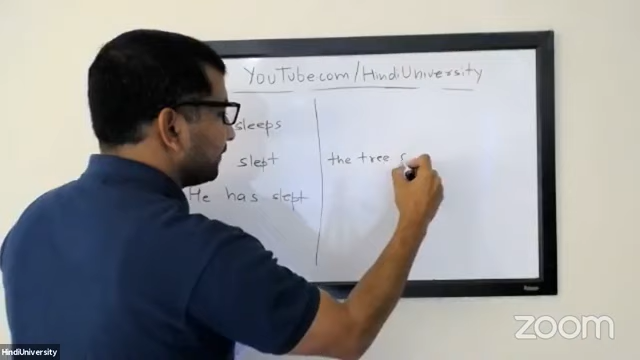 YouTube.com/HindiUniversity
sleeps
slept
the tree
He has slept
zoom
HindiUniversity